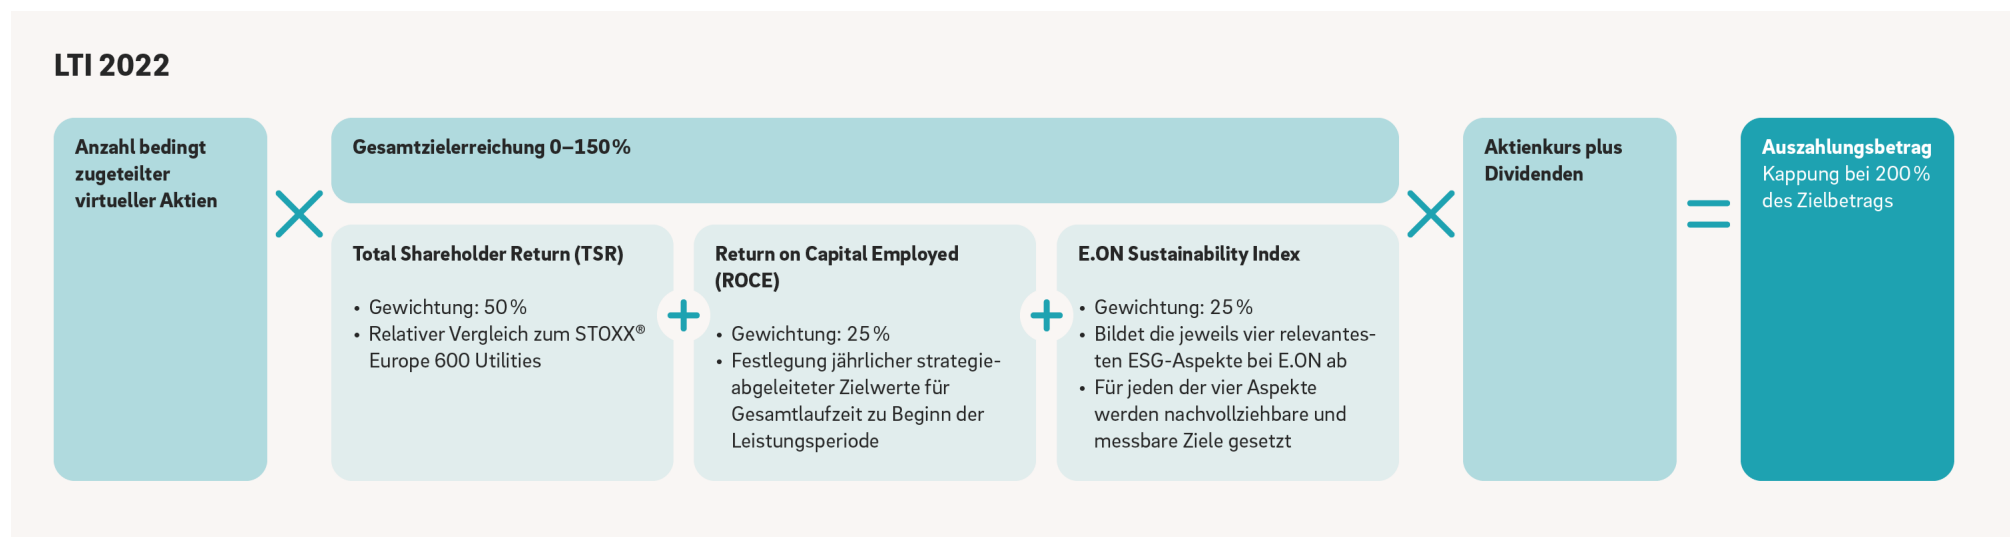 LTI 2022
Anzahl bedingt
zugeteilter
virtueller Aktien
Gesamtzielerreichung 0–150 %
Total Shareholder Return (TSR)
• Gewichtung: 50 %
• Relativer Vergleich zum STOXX®
Europe 600 Utilities
Return on Capital Employed
(ROCE)
• Gewichtung: 25 %
• Festlegung jährlicher strategie-
abgeleiteter Zielwerte für
Gesamtlaufzeit zu Beginn der
Leistungsperiode
E.ON Sustainability Index
• Gewichtung: 25 %
• Bildet die jeweils vier relevantes-
ten ESG-Aspekte bei E.ON ab
• Für jeden der vier Aspekte
werden nachvollziehbare und
messbare Ziele gesetzt
Aktienkurs plus
Dividenden
Auszahlungsbetrag
Kappung bei 200 %
des Zielbetrags